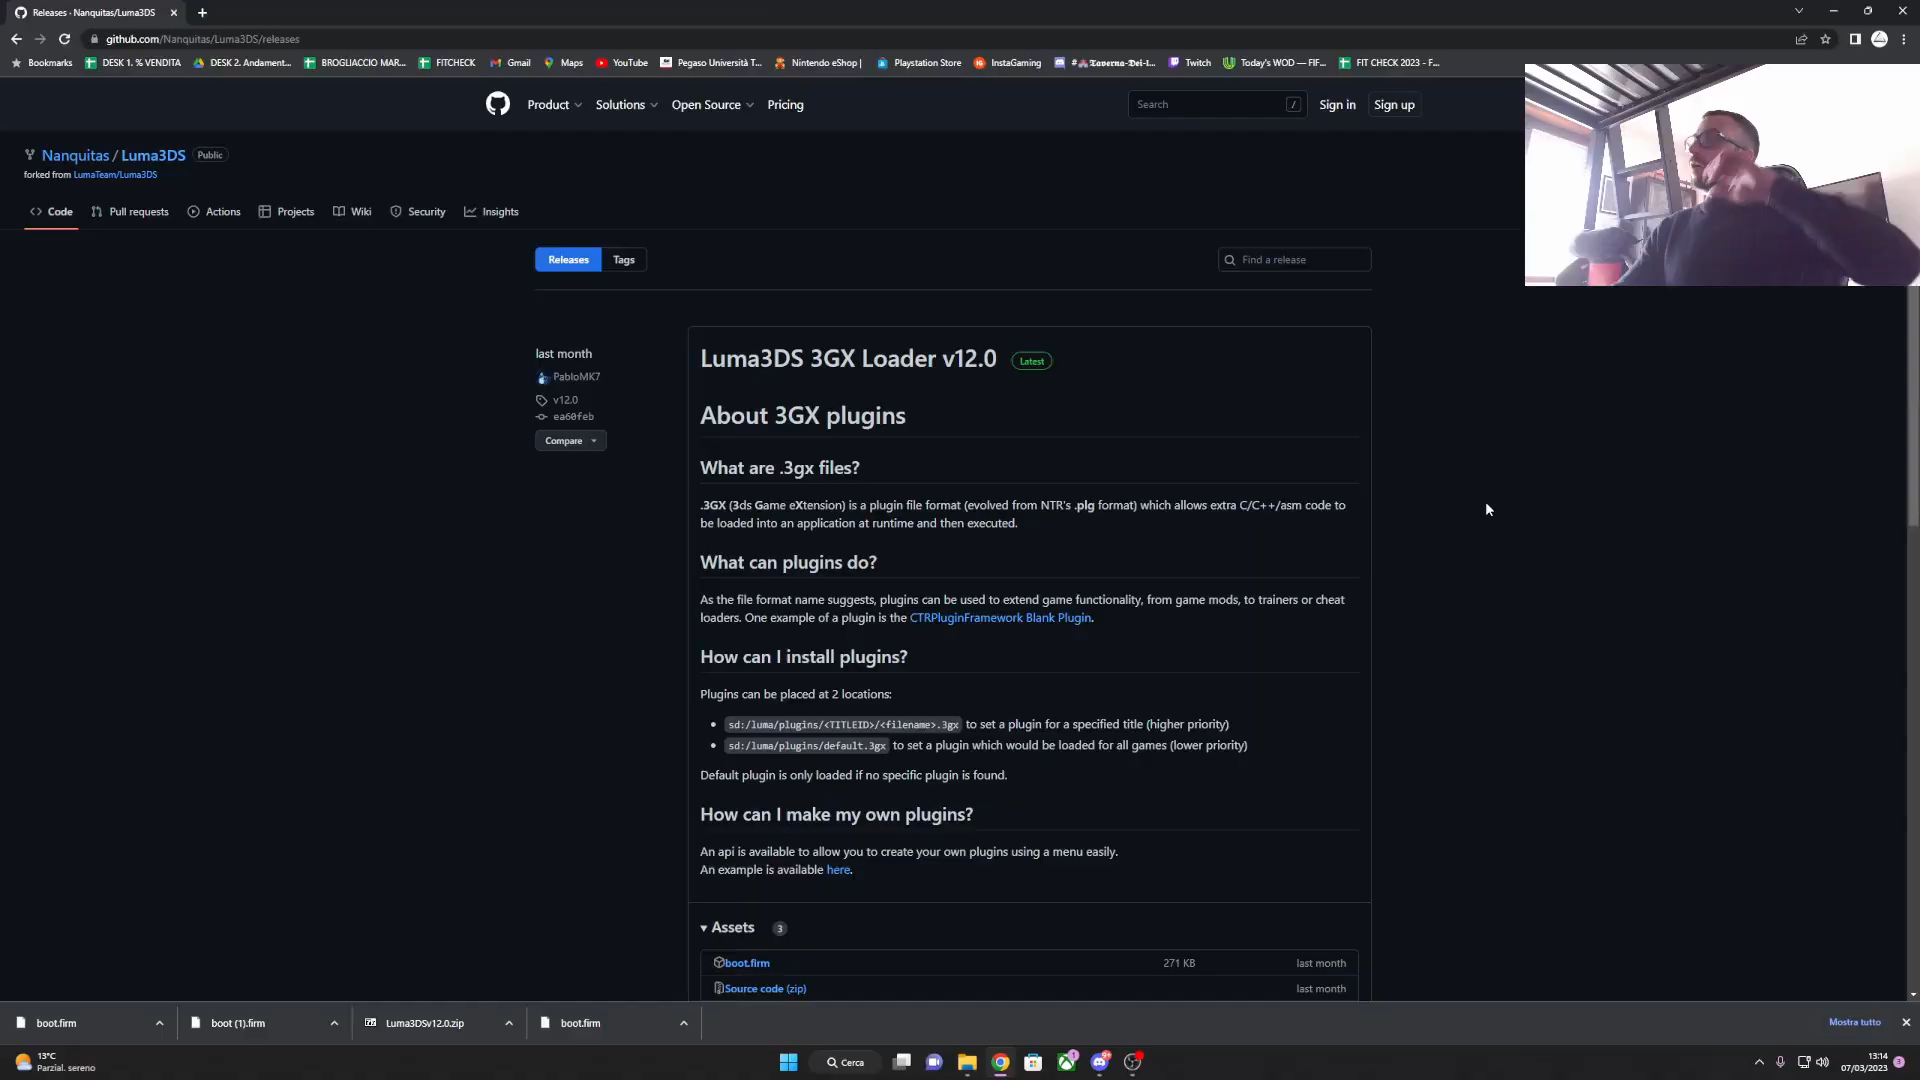 Releases · Nanquitas/Luma3DS
github.com/Nanquitas/Luma3DS/releases
Bookmarks DESK 1. % VENDITA DESK 2. Andament... BROGLIACCIO MAR... FITCHECK Gmail Maps YouTube Pegaso Università T... Nintendo eShop | Playstation Store InstaGaming Twitch Today's WOD — FIF... FIT CHECK 2023 - F...
Product Solutions Open Source Pricing Search / Sign in Sign up
Nanquitas / Luma3DS Public
forked from LumaTeam/Luma3DS
Code Pull requests Actions Projects Wiki Security Insights
Releases Tags Find a release
last month
PabloMK7
v12.0
ea60feb
Compare
Luma3DS 3GX Loader v12.0 Latest
About 3GX plugins
What are .3gx files?
.3GX (3ds Game eXtension) is a plugin file format (evolved from NTR's .plg format) which allows extra C/C++/asm code to
be loaded into an application at runtime and then executed.
What can plugins do?
As the file format name suggests, plugins can be used to extend game functionality, from game mods, to trainers or cheat
loaders. One example of a plugin is the CTRPluginFramework Blank Plugin.
How can I install plugins?
Plugins can be placed at 2 locations:
• sd:/luma/plugins/<TITLEID>/<filename>.3gx to set a plugin for a specified title (higher priority)
• sd:/luma/plugins/default.3gx to set a plugin which would be loaded for all games (lower priority)
Default plugin is only loaded if no specific plugin is found.
How can I make my own plugins?
An api is available to allow you to create your own plugins using a menu easily.
An example is available here.
Assets 3
boot.firm 271 KB last month
Source code (zip) last month
boot.firm boot (1).firm Luma3DSv12.0.zip boot.firm Mostra tutto
13°C
Parzial. sereno
Cerca
13:14
07/03/2023